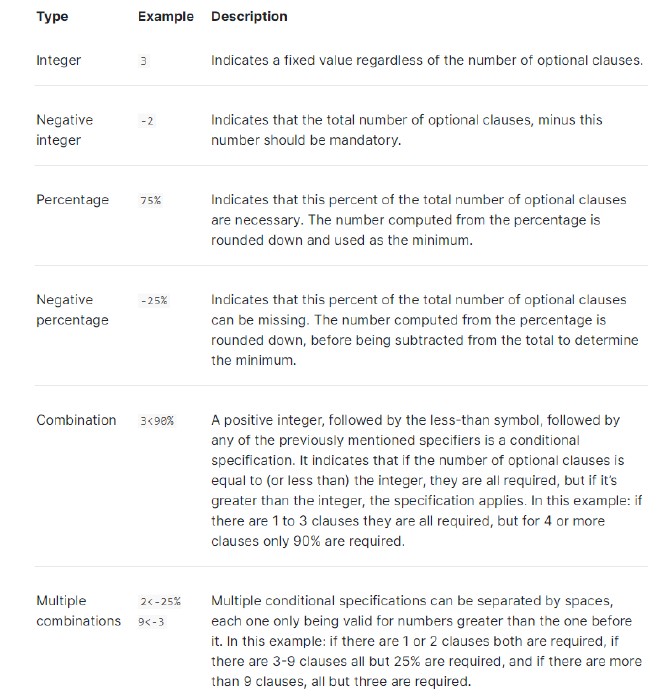 Type Example Description
Integer 3 Indicates a fixed value regardless of the number of optional clauses.
Negative -2 Indicates that the total number of optional clauses, minus this
integer number should be mandatory.
Percentage 75% Indicates that this percent of the total number of optional clauses
are necessary. The number computed from the percentage is
rounded down and used as the minimum.
Negative -25% Indicates that this percent of the total number of optional clauses
percentage can be missing. The number computed from the percentage is
rounded down, before being subtracted from the total to determine
the minimum.
Combination 3<90% A positive integer, followed by the less-than symbol, followed by
any of the previously mentioned specifiers is a conditional
specification. It indicates that if the number of optional clauses is
equal to (or less than) the integer, they are all required, but if it’s
greater than the integer, the specification applies. In this example: if
there are 1 to 3 clauses they are all required, but for 4 or more
clauses only 90% are required.
Multiple 2<-25% Multiple conditional specifications can be separated by spaces,
combinations 9<-3 each one only being valid for numbers greater than the one before
it. In this example: if there are 1 or 2 clauses both are required, if
there are 3-9 clauses all but 25% are required, and if there are more
than 9 clauses, all but three are required.